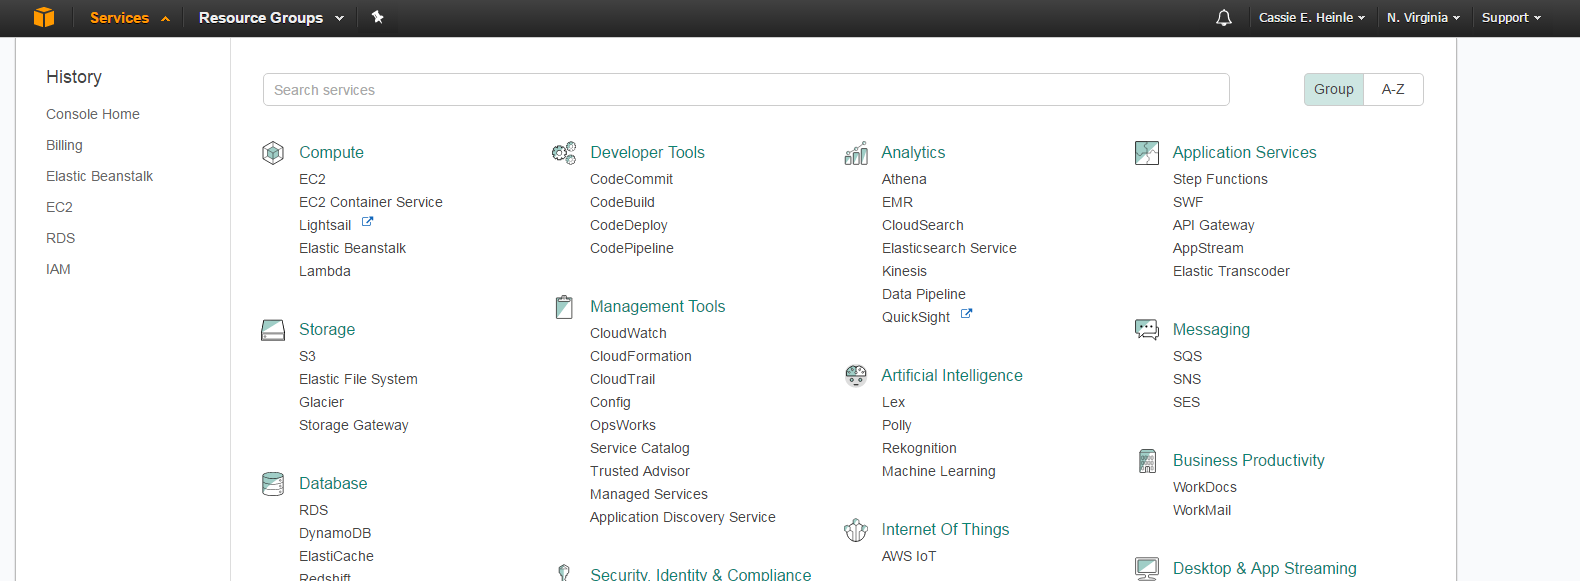 Services
Resource Groups
Cassie E. Heinle
N. Virginia
Support
History
Console Home
Billing
Elastic Beanstalk
EC2
RDS
IAM
Search services
Group
A-Z
Compute
EC2
EC2 Container Service
Lightsail
Elastic Beanstalk
Lambda
Storage
S3
Elastic File System
Glacier
Storage Gateway
Database
RDS
DynamoDB
ElastiCache
Redshift
Developer Tools
CodeCommit
CodeBuild
CodeDeploy
CodePipeline
Management Tools
CloudWatch
CloudFormation
CloudTrail
Config
OpsWorks
Service Catalog
Trusted Advisor
Managed Services
Application Discovery Service
Security, Identity & Compliance
Analytics
Athena
EMR
CloudSearch
Elasticsearch Service
Kinesis
Data Pipeline
QuickSight
Artificial Intelligence
Lex
Polly
Rekognition
Machine Learning
Internet Of Things
AWS IoT
Application Services
Step Functions
SWF
API Gateway
AppStream
Elastic Transcoder
Messaging
SQS
SNS
SES
Business Productivity
WorkDocs
WorkMail
Desktop & App Streaming